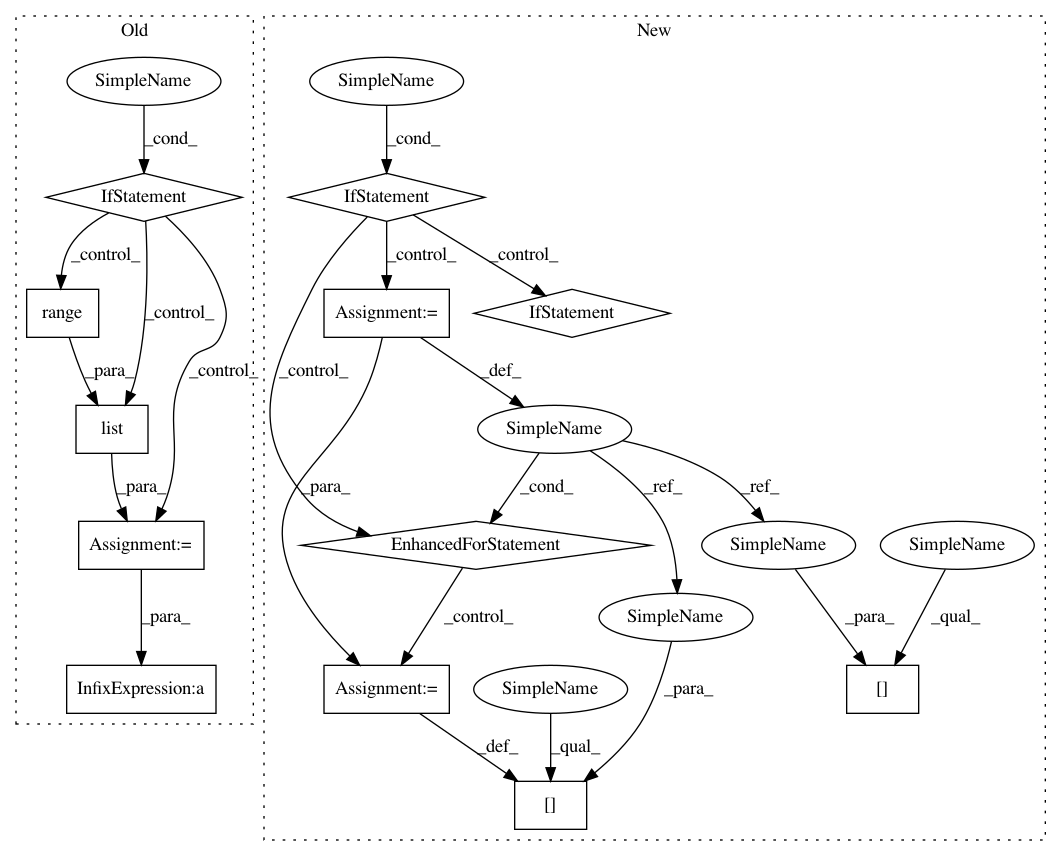 Old
New
SimpleName
SimpleName
_cond_
_cond_
IfStatement
IfStatement
_control_
_control_
_control_
range
_control_
Assignment:=
IfStatement
_para_
_control_
_control_
_def_
list
SimpleName
_para_
_para_
_cond_
_ref_
_ref_
Assignment:=
EnhancedForStatement
SimpleName
SimpleName
_para_
_control_
SimpleName
_para_
_qual_
InfixExpression:a
Assignment:=
SimpleName
_para_
[]
_def_
_qual_
[]